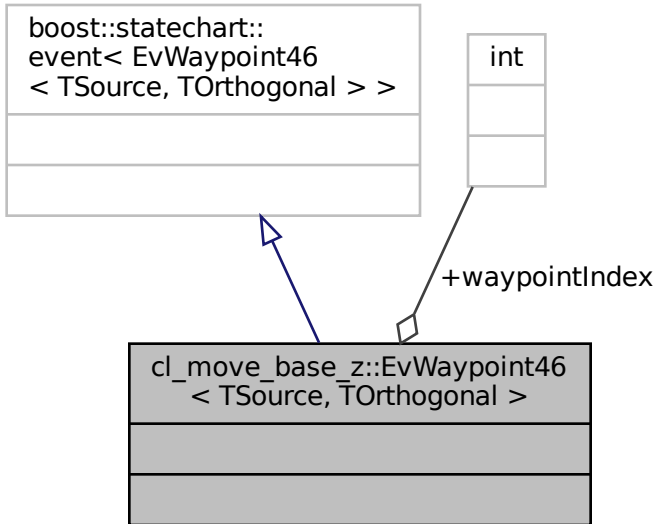 boost::statechart::
event< EvWaypoint46
< TSource, TOrthogonal > >
int
+waypointIndex
cl_move_base_z::EvWaypoint46
< TSource, TOrthogonal >